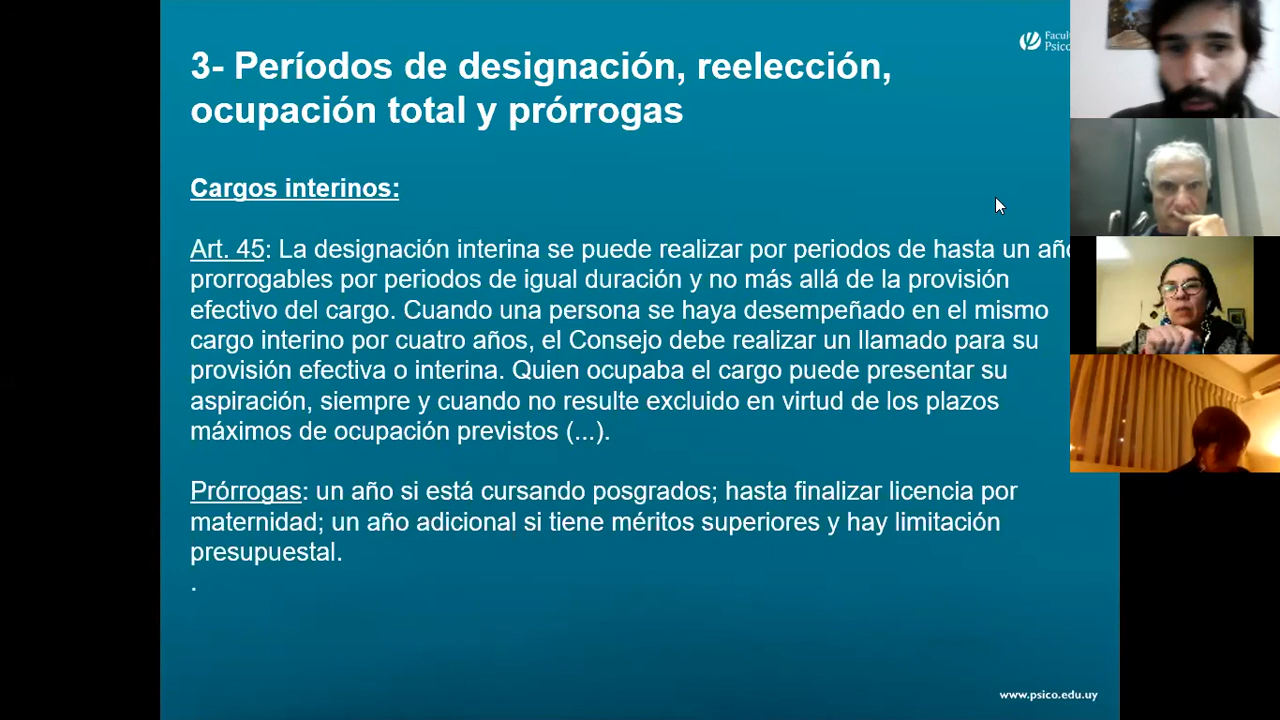 3- Períodos de designación, reelección,
ocupación total y prórrogas
Facult
Psico
Cargos interinos:
Art. 45: La designación interina se puede realizar por periodos de hasta un año
prorrogables por periodos de igual duración y no más allá de la provisión
efectivo del cargo. Cuando una persona se haya desempeñado en el mismo
cargo interino por cuatro años, el Consejo debe realizar un llamado para su
provisión efectiva o interina. Quien ocupaba el cargo puede presentar su
aspiración, siempre y cuando no resulte excluido en virtud de los plazos
máximos de ocupación previstos (...).
Prórrogas: un año si está cursando posgrados; hasta finalizar licencia por
maternidad; un año adicional si tiene méritos superiores y hay limitación
presupuestal.
.
www.psico.edu.uy